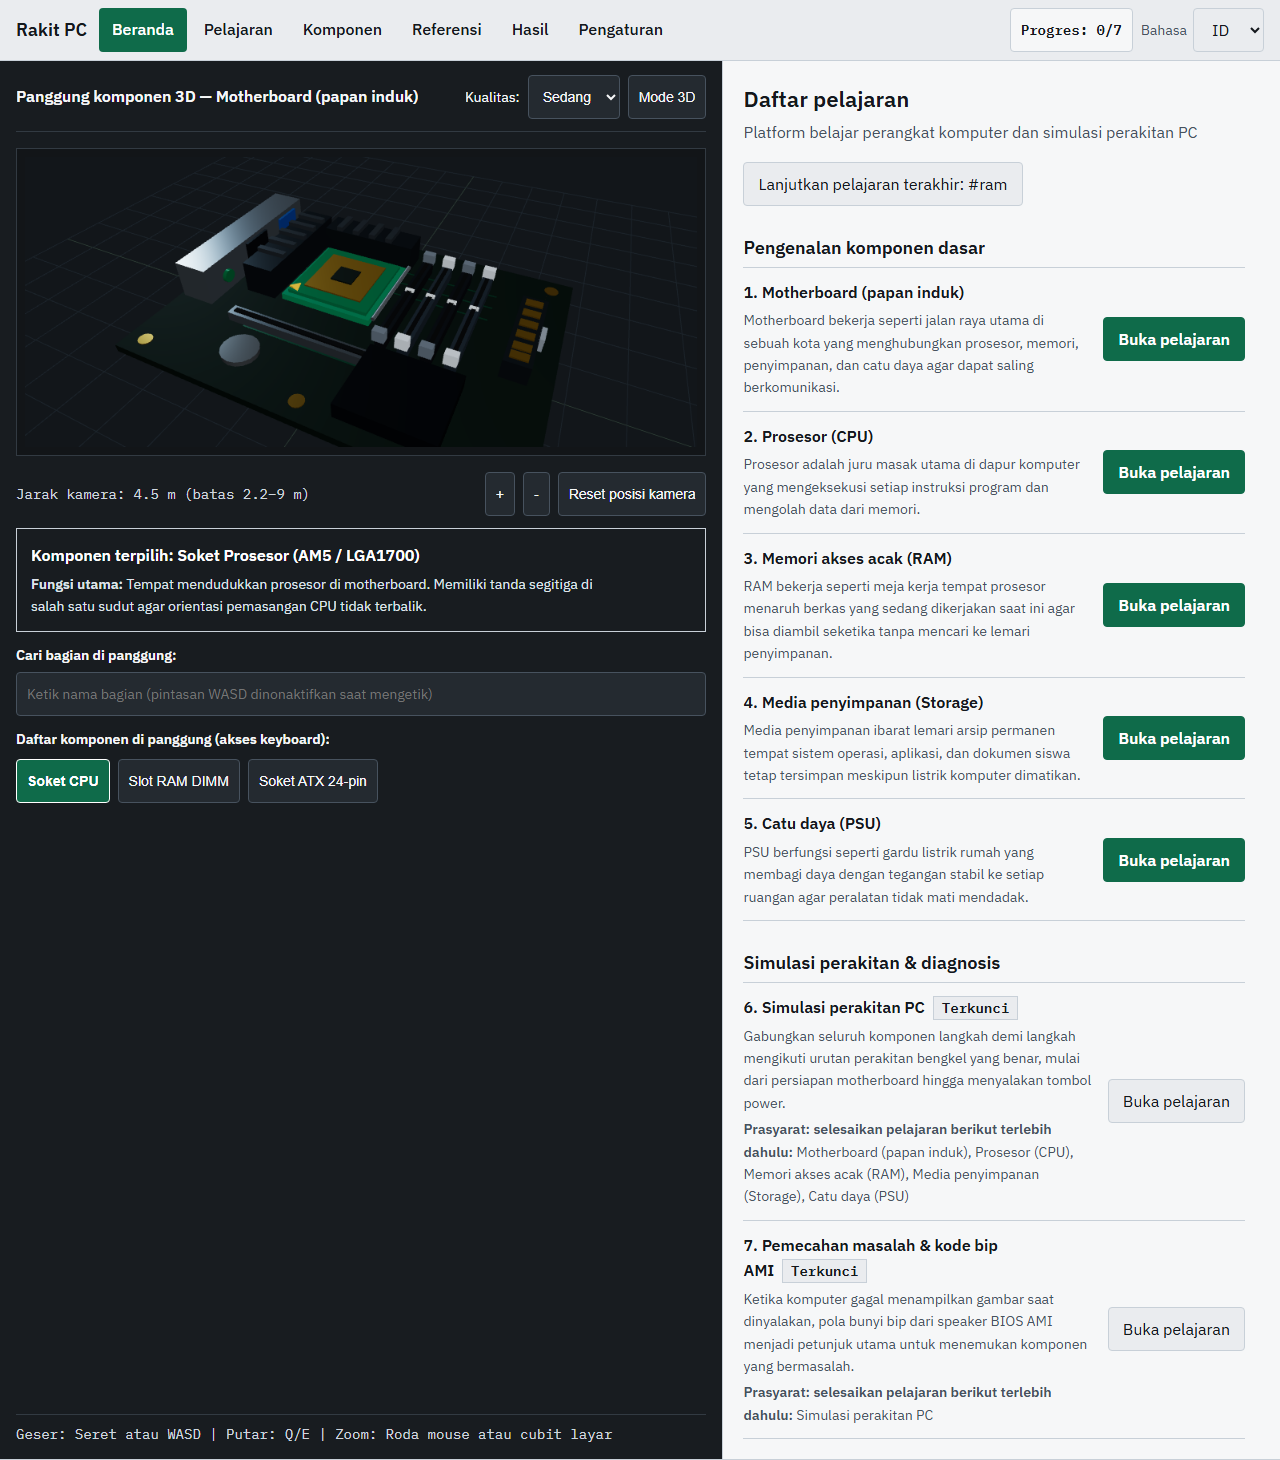 Rakit PC
Beranda
Pelajaran
Komponen
Referensi
Hasil
Pengaturan
Progres: 0/7
Bahasa
ID
Panggung komponen 3D — Motherboard (papan induk)
Kualitas:
Sedang
Mode 3D
Jarak kamera: 4.5 m (batas 2.2–9 m)
+
-
Reset posisi kamera
Komponen terpilih: Soket Prosesor (AM5 / LGA1700)
Fungsi utama: Tempat mendudukkan prosesor di motherboard. Memiliki tanda segitiga di
salah satu sudut agar orientasi pemasangan CPU tidak terbalik.
Cari bagian di panggung:
Ketik nama bagian (pintasan WASD dinonaktifkan saat mengetik)
Daftar komponen di panggung (akses keyboard):
Soket CPU
Slot RAM DIMM
Soket ATX 24-pin
Geser: Seret atau WASD | Putar: Q/E | Zoom: Roda mouse atau cubit layar
Daftar pelajaran
Platform belajar perangkat komputer dan simulasi perakitan PC
Lanjutkan pelajaran terakhir: #ram
Pengenalan komponen dasar
1. Motherboard (papan induk)
Motherboard bekerja seperti jalan raya utama di
sebuah kota yang menghubungkan prosesor, memori,
penyimpanan, dan catu daya agar dapat saling
berkomunikasi.
Buka pelajaran
2. Prosesor (CPU)
Prosesor adalah juru masak utama di dapur komputer
yang mengeksekusi setiap instruksi program dan
mengolah data dari memori.
Buka pelajaran
3. Memori akses acak (RAM)
RAM bekerja seperti meja kerja tempat prosesor
menaruh berkas yang sedang dikerjakan saat ini agar
bisa diambil seketika tanpa mencari ke lemari
penyimpanan.
Buka pelajaran
4. Media penyimpanan (Storage)
Media penyimpanan ibarat lemari arsip permanen
tempat sistem operasi, aplikasi, dan dokumen siswa
tetap tersimpan meskipun listrik komputer dimatikan.
Buka pelajaran
5. Catu daya (PSU)
PSU berfungsi seperti gardu listrik rumah yang
membagi daya dengan tegangan stabil ke setiap
ruangan agar peralatan tidak mati mendadak.
Buka pelajaran
Simulasi perakitan & diagnosis
6. Simulasi perakitan PC Terkunci
Gabungkan seluruh komponen langkah demi langkah
mengikuti urutan perakitan bengkel yang benar, mulai
dari persiapan motherboard hingga menyalakan tombol
power.
Prasyarat: selesaikan pelajaran berikut terlebih
dahulu: Motherboard (papan induk), Prosesor (CPU),
Memori akses acak (RAM), Media penyimpanan
(Storage), Catu daya (PSU)
Buka pelajaran
7. Pemecahan masalah & kode bip
AMI Terkunci
Ketika komputer gagal menampilkan gambar saat
dinyalakan, pola bunyi bip dari speaker BIOS AMI
menjadi petunjuk utama untuk menemukan komponen
yang bermasalah.
Prasyarat: selesaikan pelajaran berikut terlebih
dahulu: Simulasi perakitan PC
Buka pelajaran